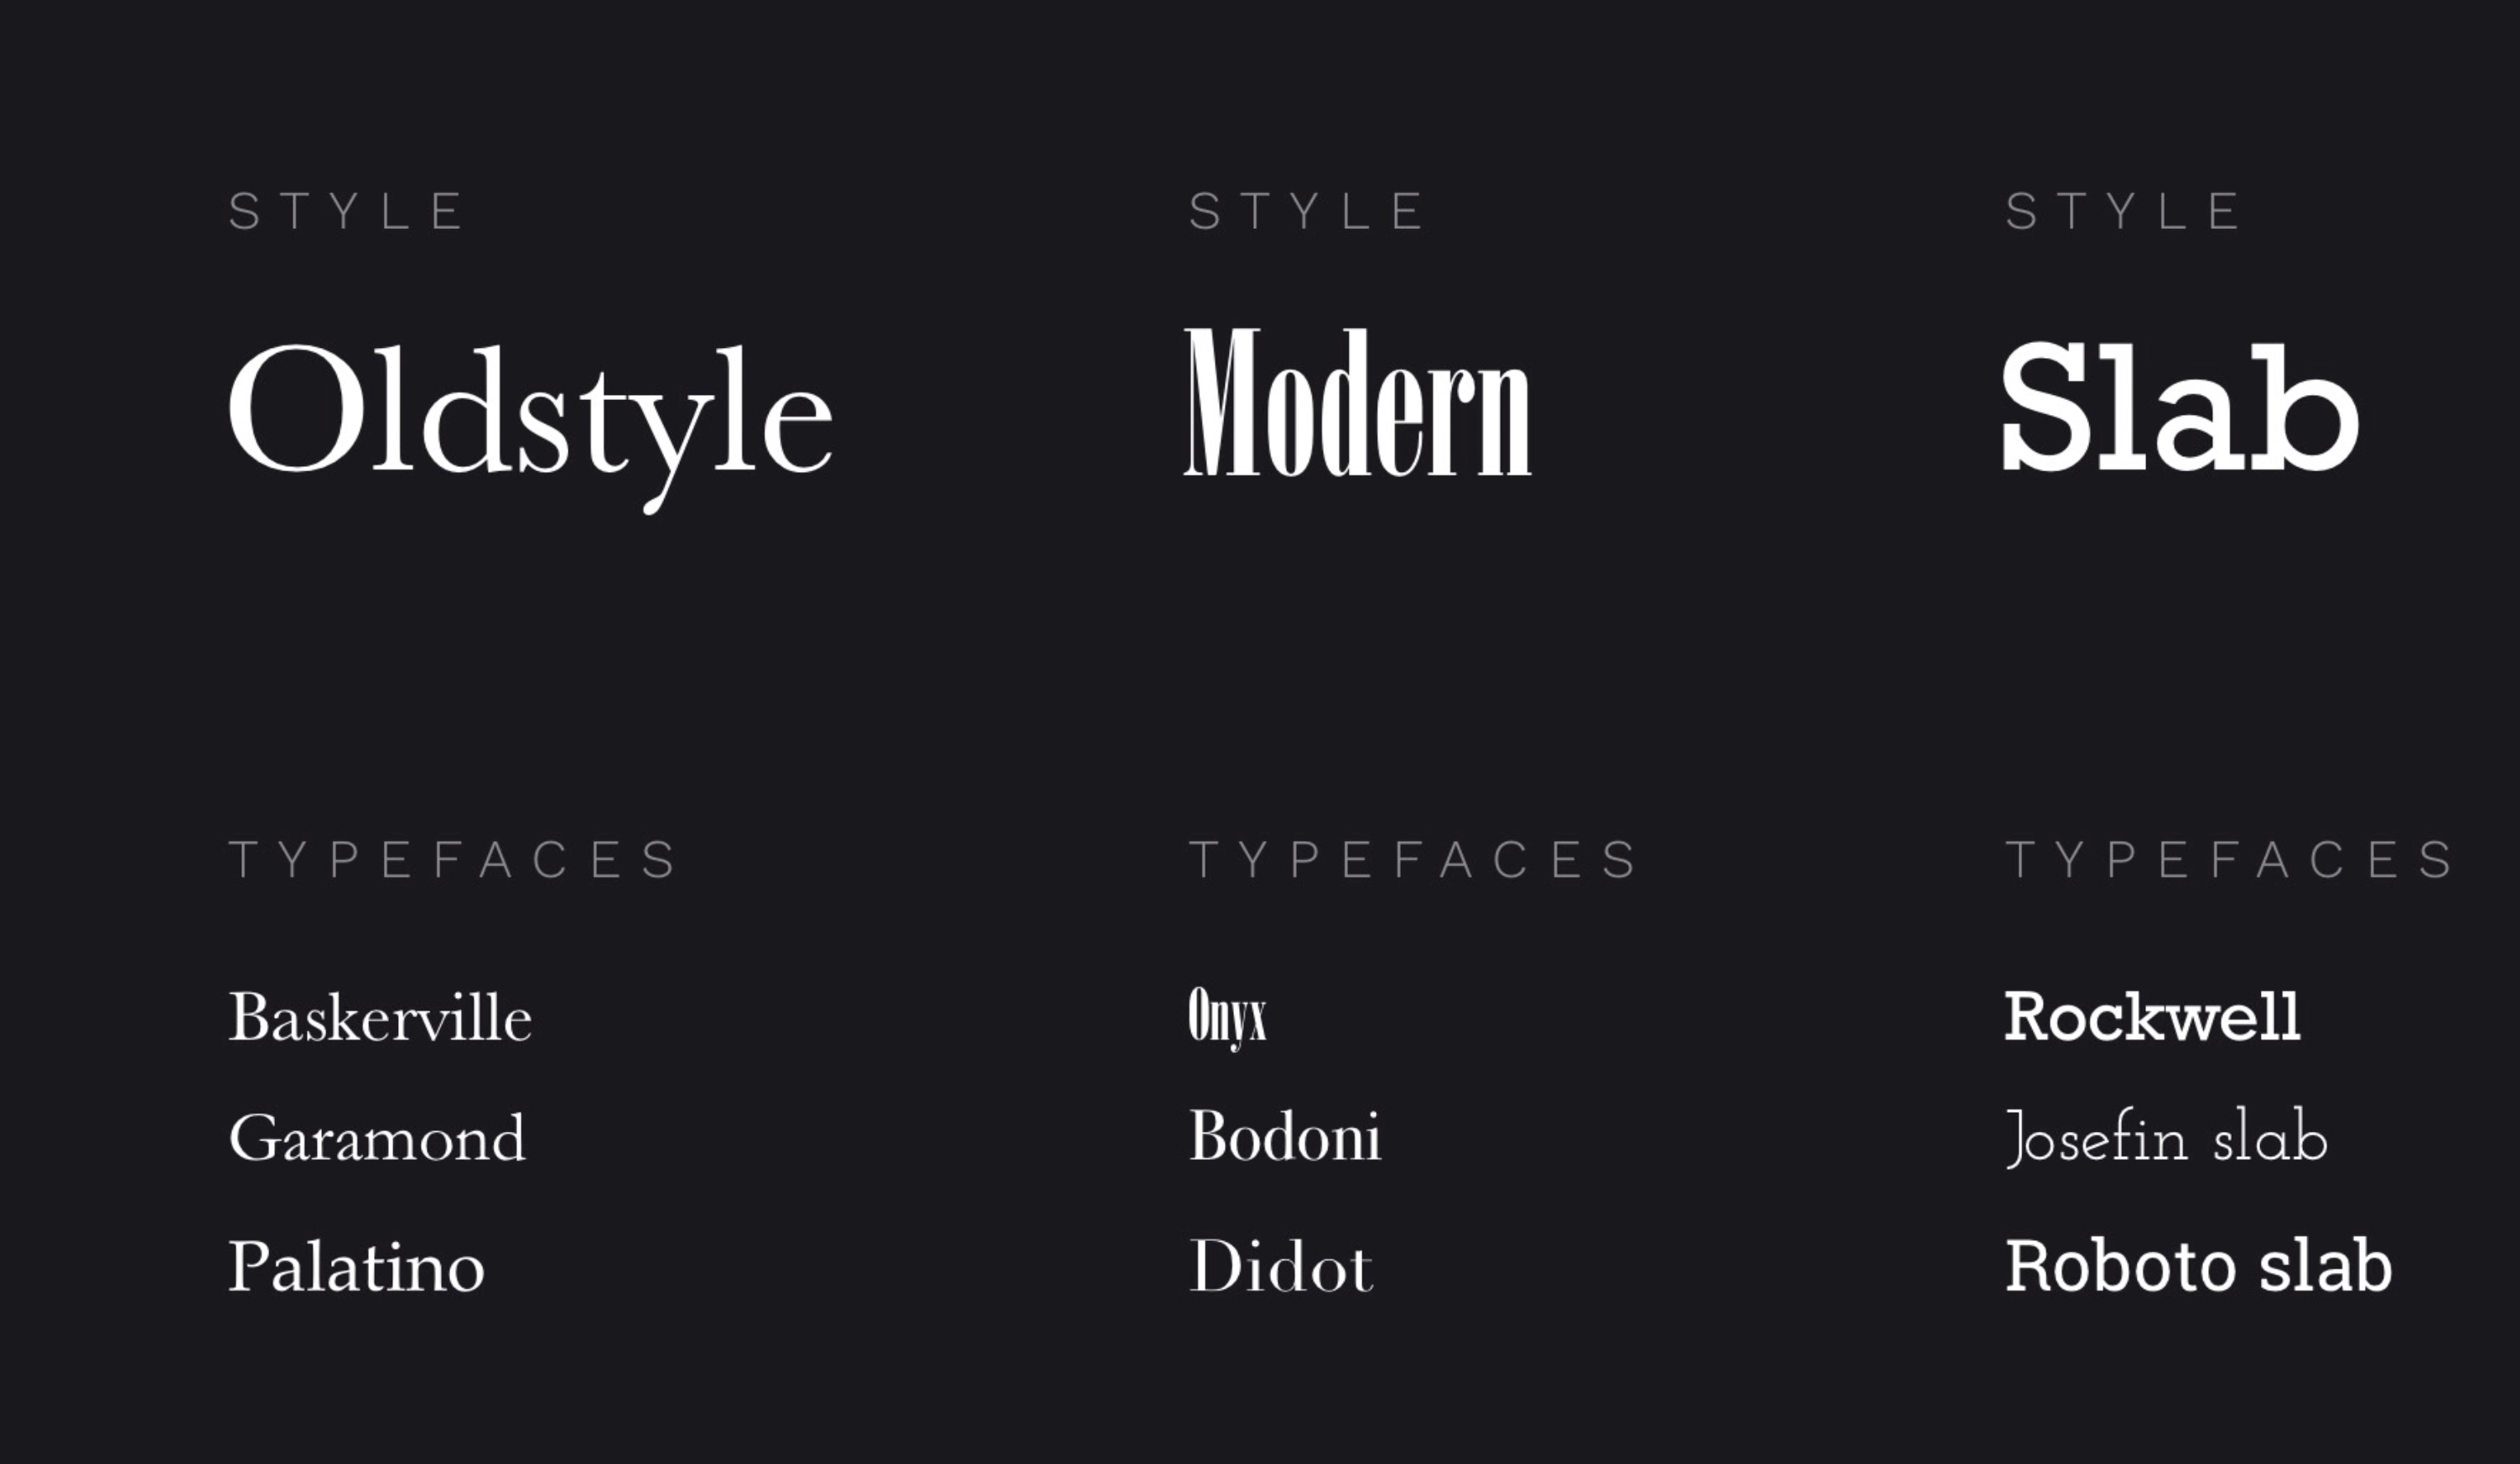 STYLE
Oldstyle
TYPEFACES
Baskerville
Garamond
Palatino
STYLE
Modern
TYPEFACES
Onyx
Bodoni
Didot
STYLE
Slab
TYPEFACES
Rockwell
Josefin slab
Roboto slab